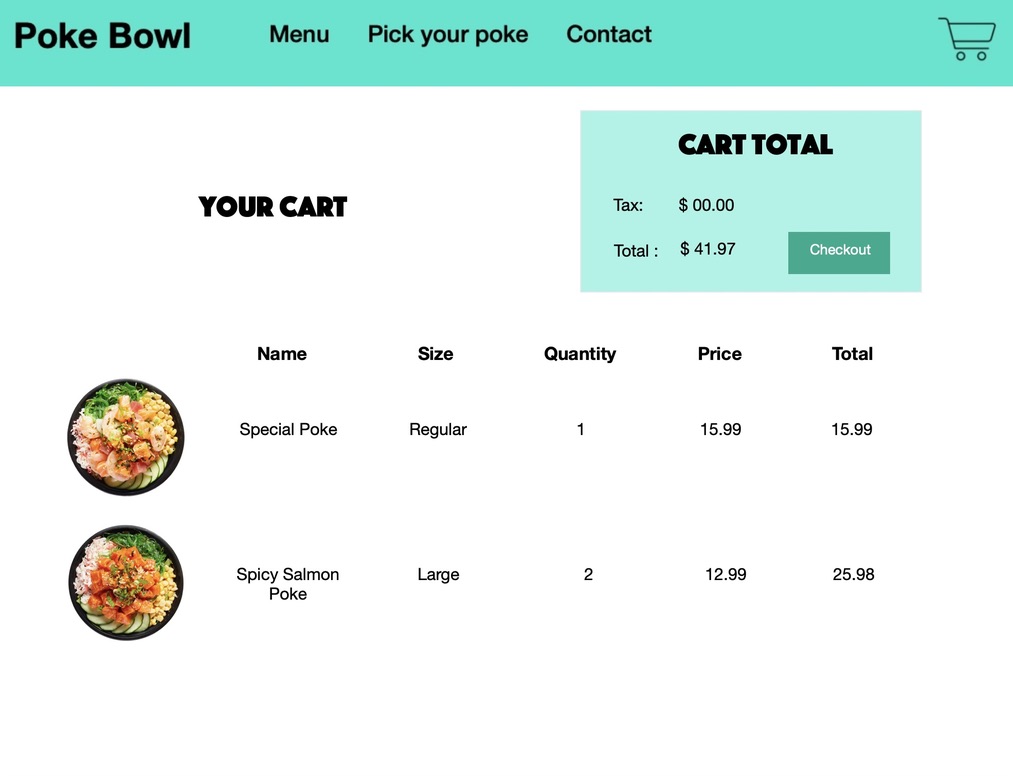 Poke Bowl Menu Pick your poke Contact
CART TOTAL
YOUR CART
Tax: $ 00.00
Total : $ 41.97 Checkout
Name Size Quantity Price Total
Special Poke Regular 1 15.99 15.99
Spicy Salmon Large 2 12.99 25.98
Poke